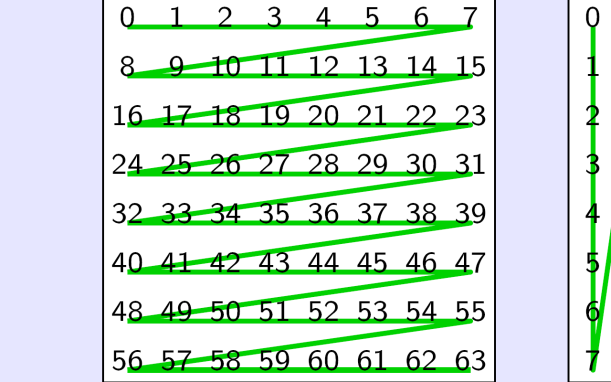 0 1 2 3 4 5 6 7
8 9 10 11 12 13 14 15
16 17 18 19 20 21 22 23
24 25 26 27 28 29 30 31
32 33 34 35 36 37 38 39
40 41 42 43 44 45 46 47
48 49 50 51 52 53 54 55
56 57 58 59 60 61 62 63
0
1
2
3
4
5
6
7